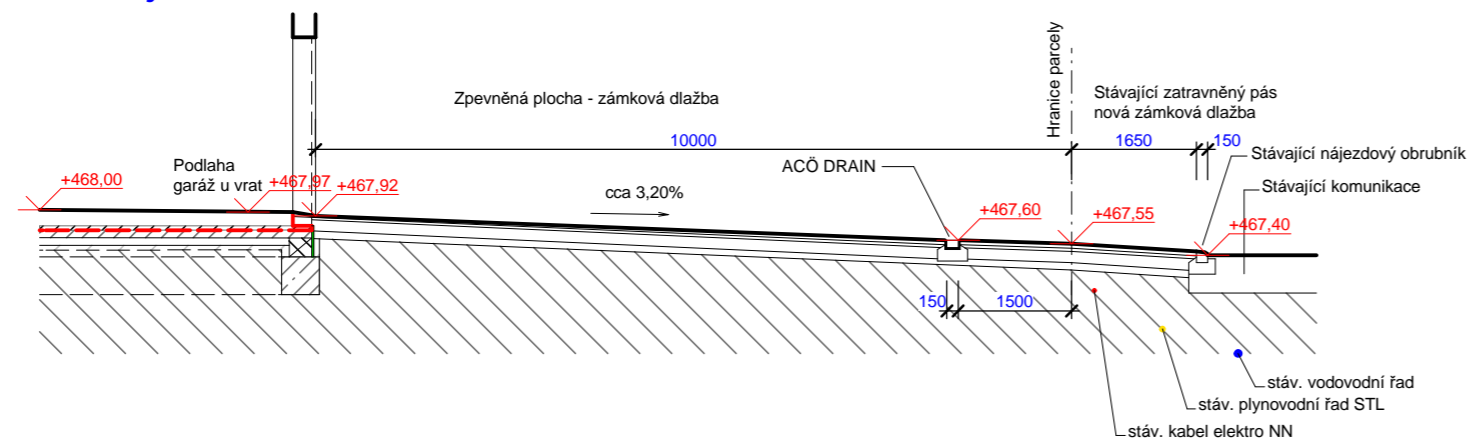 Hranice parcely
Zpevněná plocha - zámková dlažba
Stávající zatravněný pás
nová zámková dlažba
10000
1650
150
Stávající nájezdový obrubník
Podlaha
garáž u vrat
ACÖ DRAIN
Stávající komunikace
+468,00
+467,97
+467,92
cca 3,20%
+467,60
+467,55
+467,40
150
1500
stáv. vodovodní řad
stáv. plynovodní řad STL
stáv. kabel elektro NN